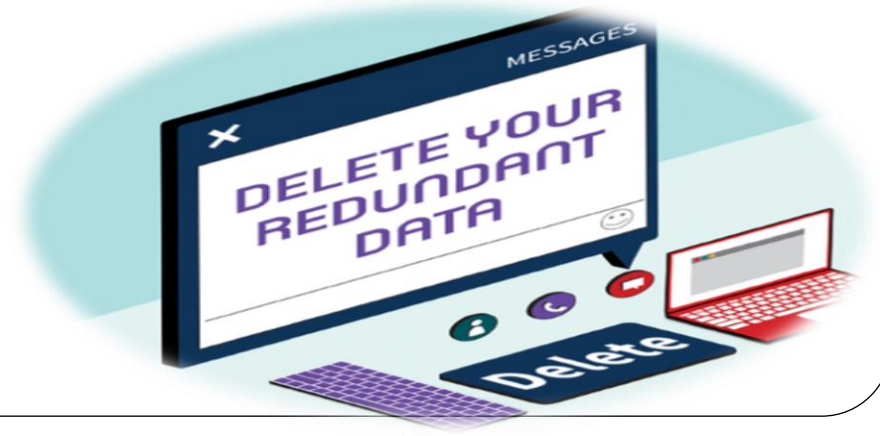 MESSAGES
DELETE YOUR
REDUNDANT
DATA
Delete